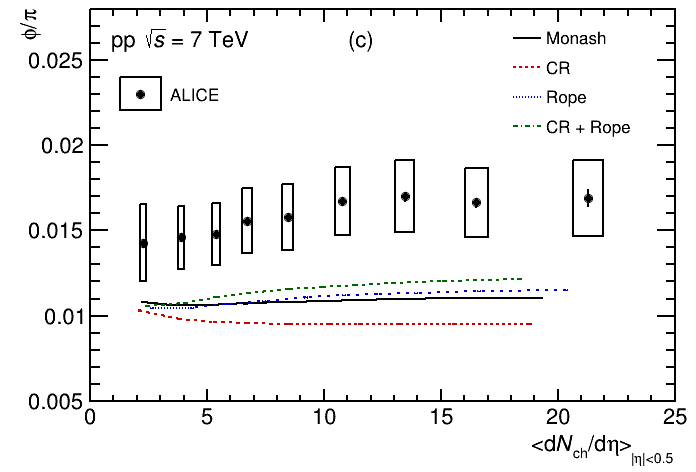 ϕ/π
pp √s = 7 TeV
(c)
ALICE
Monash
CR
Rope
CR + Rope
0.025
0.02
0.015
0.01
0.005
0 5 10 15 20 25
<dN_ch/dη>_|η|<0.5